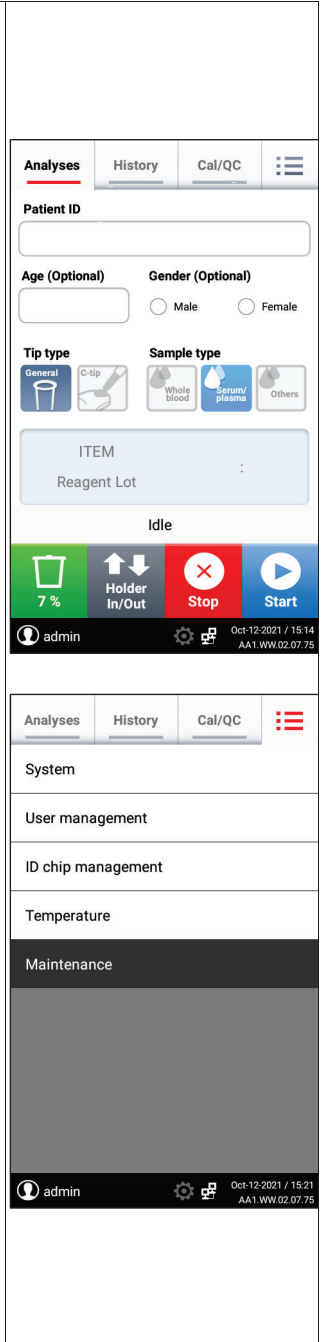 Analyses History Cal/QC
Patient ID
Age (Optional) Gender (Optional)
Male Female
Tip type Sample type
General C-tip Whole blood Serum/ plasma Others
ITEM
:
Reagent Lot
Idle
7 % Holder In/Out Stop Start
admin Oct-12-2021 / 15:14
AA1.WW.02.07.75
Analyses History Cal/QC
System
User management
ID chip management
Temperature
Maintenance
admin Oct-12-2021 / 15:21
AA1.WW.02.07.75